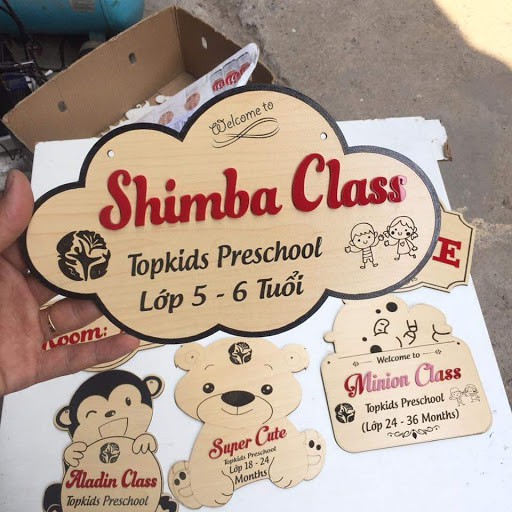 Welcome to
Shimba Class
Topkids Preschool
Lớp 5 - 6 Tuổi
Room:
E
Aladin Class
Topkids Preschool
Super Cute
Topkids Preschool
Lớp 18 - 24
Months
Welcome to
Minion Class
Topkids Preschool
(Lớp 24 - 36 Months)